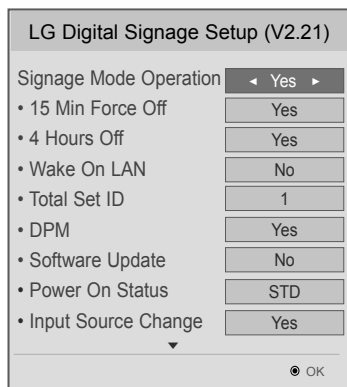 LG Digital Signage Setup (V2.21)
Signage Mode Operation ◄ Yes ►
• 15 Min Force Off Yes
• 4 Hours Off Yes
• Wake On LAN No
• Total Set ID 1
• DPM Yes
• Software Update No
• Power On Status STD
• Input Source Change Yes
▼
◉ OK